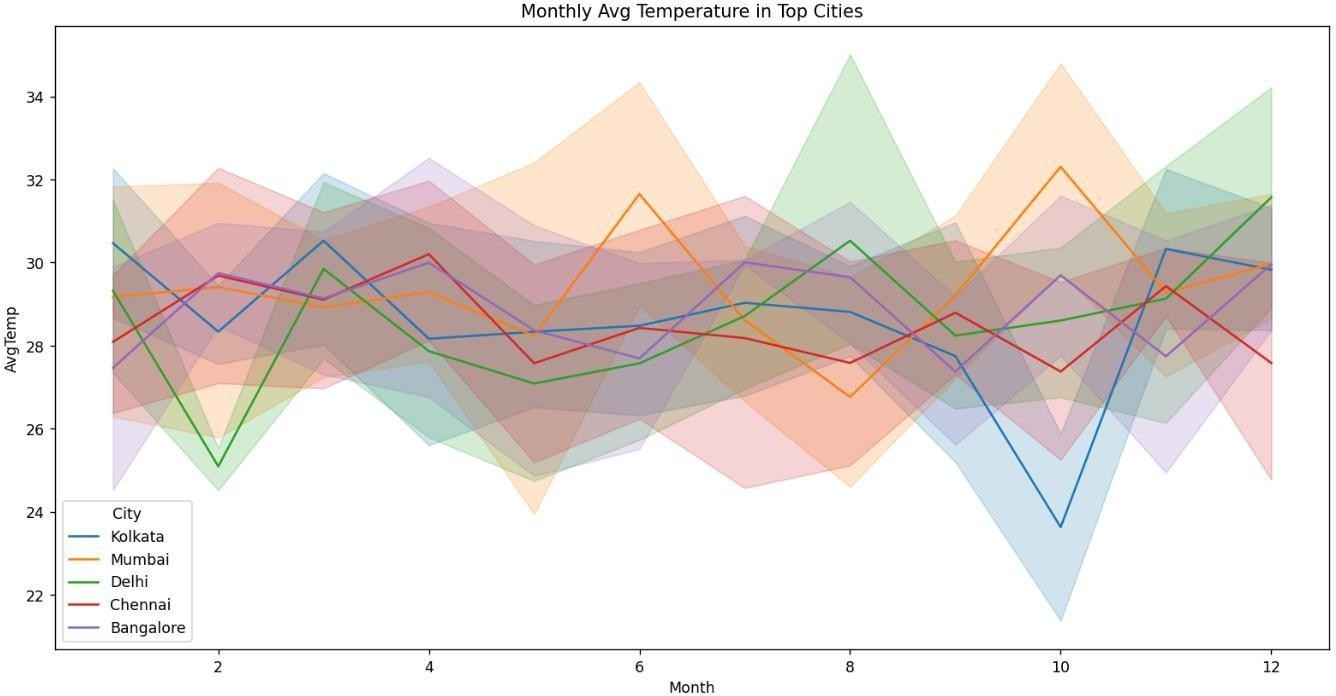 Monthly Avg Temperature in Top Cities
AvgTemp
34
32
30
28
26
24
22
City
Kolkata
Mumbai
Delhi
Chennai
Bangalore
2
4
6
8
10
12
Month